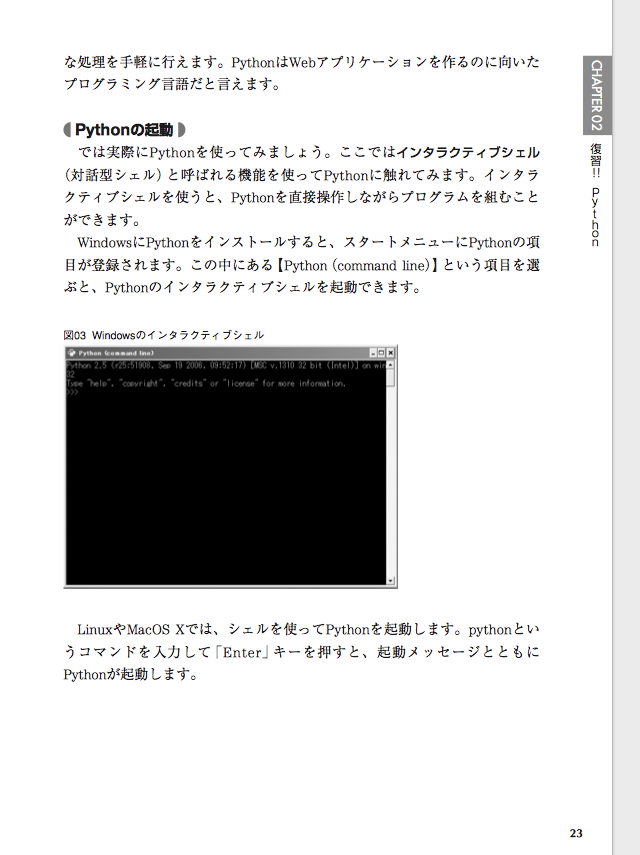 な処理を手軽に行えます。PythonはWebアプリケーションを作るのに向いた
プログラミング言語だと言えます。
Pythonの起動
では実際にPythonを使ってみましょう。ここではインタラクティブシェル
（対話型シェル）と呼ばれる機能を使ってPythonに触れてみます。インタラ
クティブシェルを使うと、Pythonを直接操作しながらプログラムを組むこと
ができます。
WindowsにPythonをインストールすると、スタートメニューにPythonの項
目が登録されます。この中にある【Python（command line）】という項目を選
ぶと、Pythonのインタラクティブシェルを起動できます。
図03 Windowsのインタラクティブシェル
Python (command line)
Python 2.5 (r25:51908, Sep 19 2006, 09:52:17) [MSC v.1310 32 bit (Intel)] on win
32
Type "help", "copyright", "credits" or "license" for more information.
>>>
LinuxやMacOS Xでは、シェルを使ってPythonを起動します。pythonとい
うコマンドを入力して「Enter」キーを押すと、起動メッセージとともに
Pythonが起動します。
CHAPTER 02
復習!! Python
23